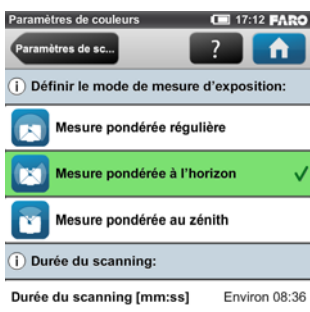 Paramètres de couleurs 17:12 FARO
Paramètres de sc... ?
Définir le mode de mesure d'exposition:
Mesure pondérée régulière
Mesure pondérée à l'horizon
Mesure pondérée au zénith
Durée du scanning:
Durée du scanning [mm:ss] Environ 08:36